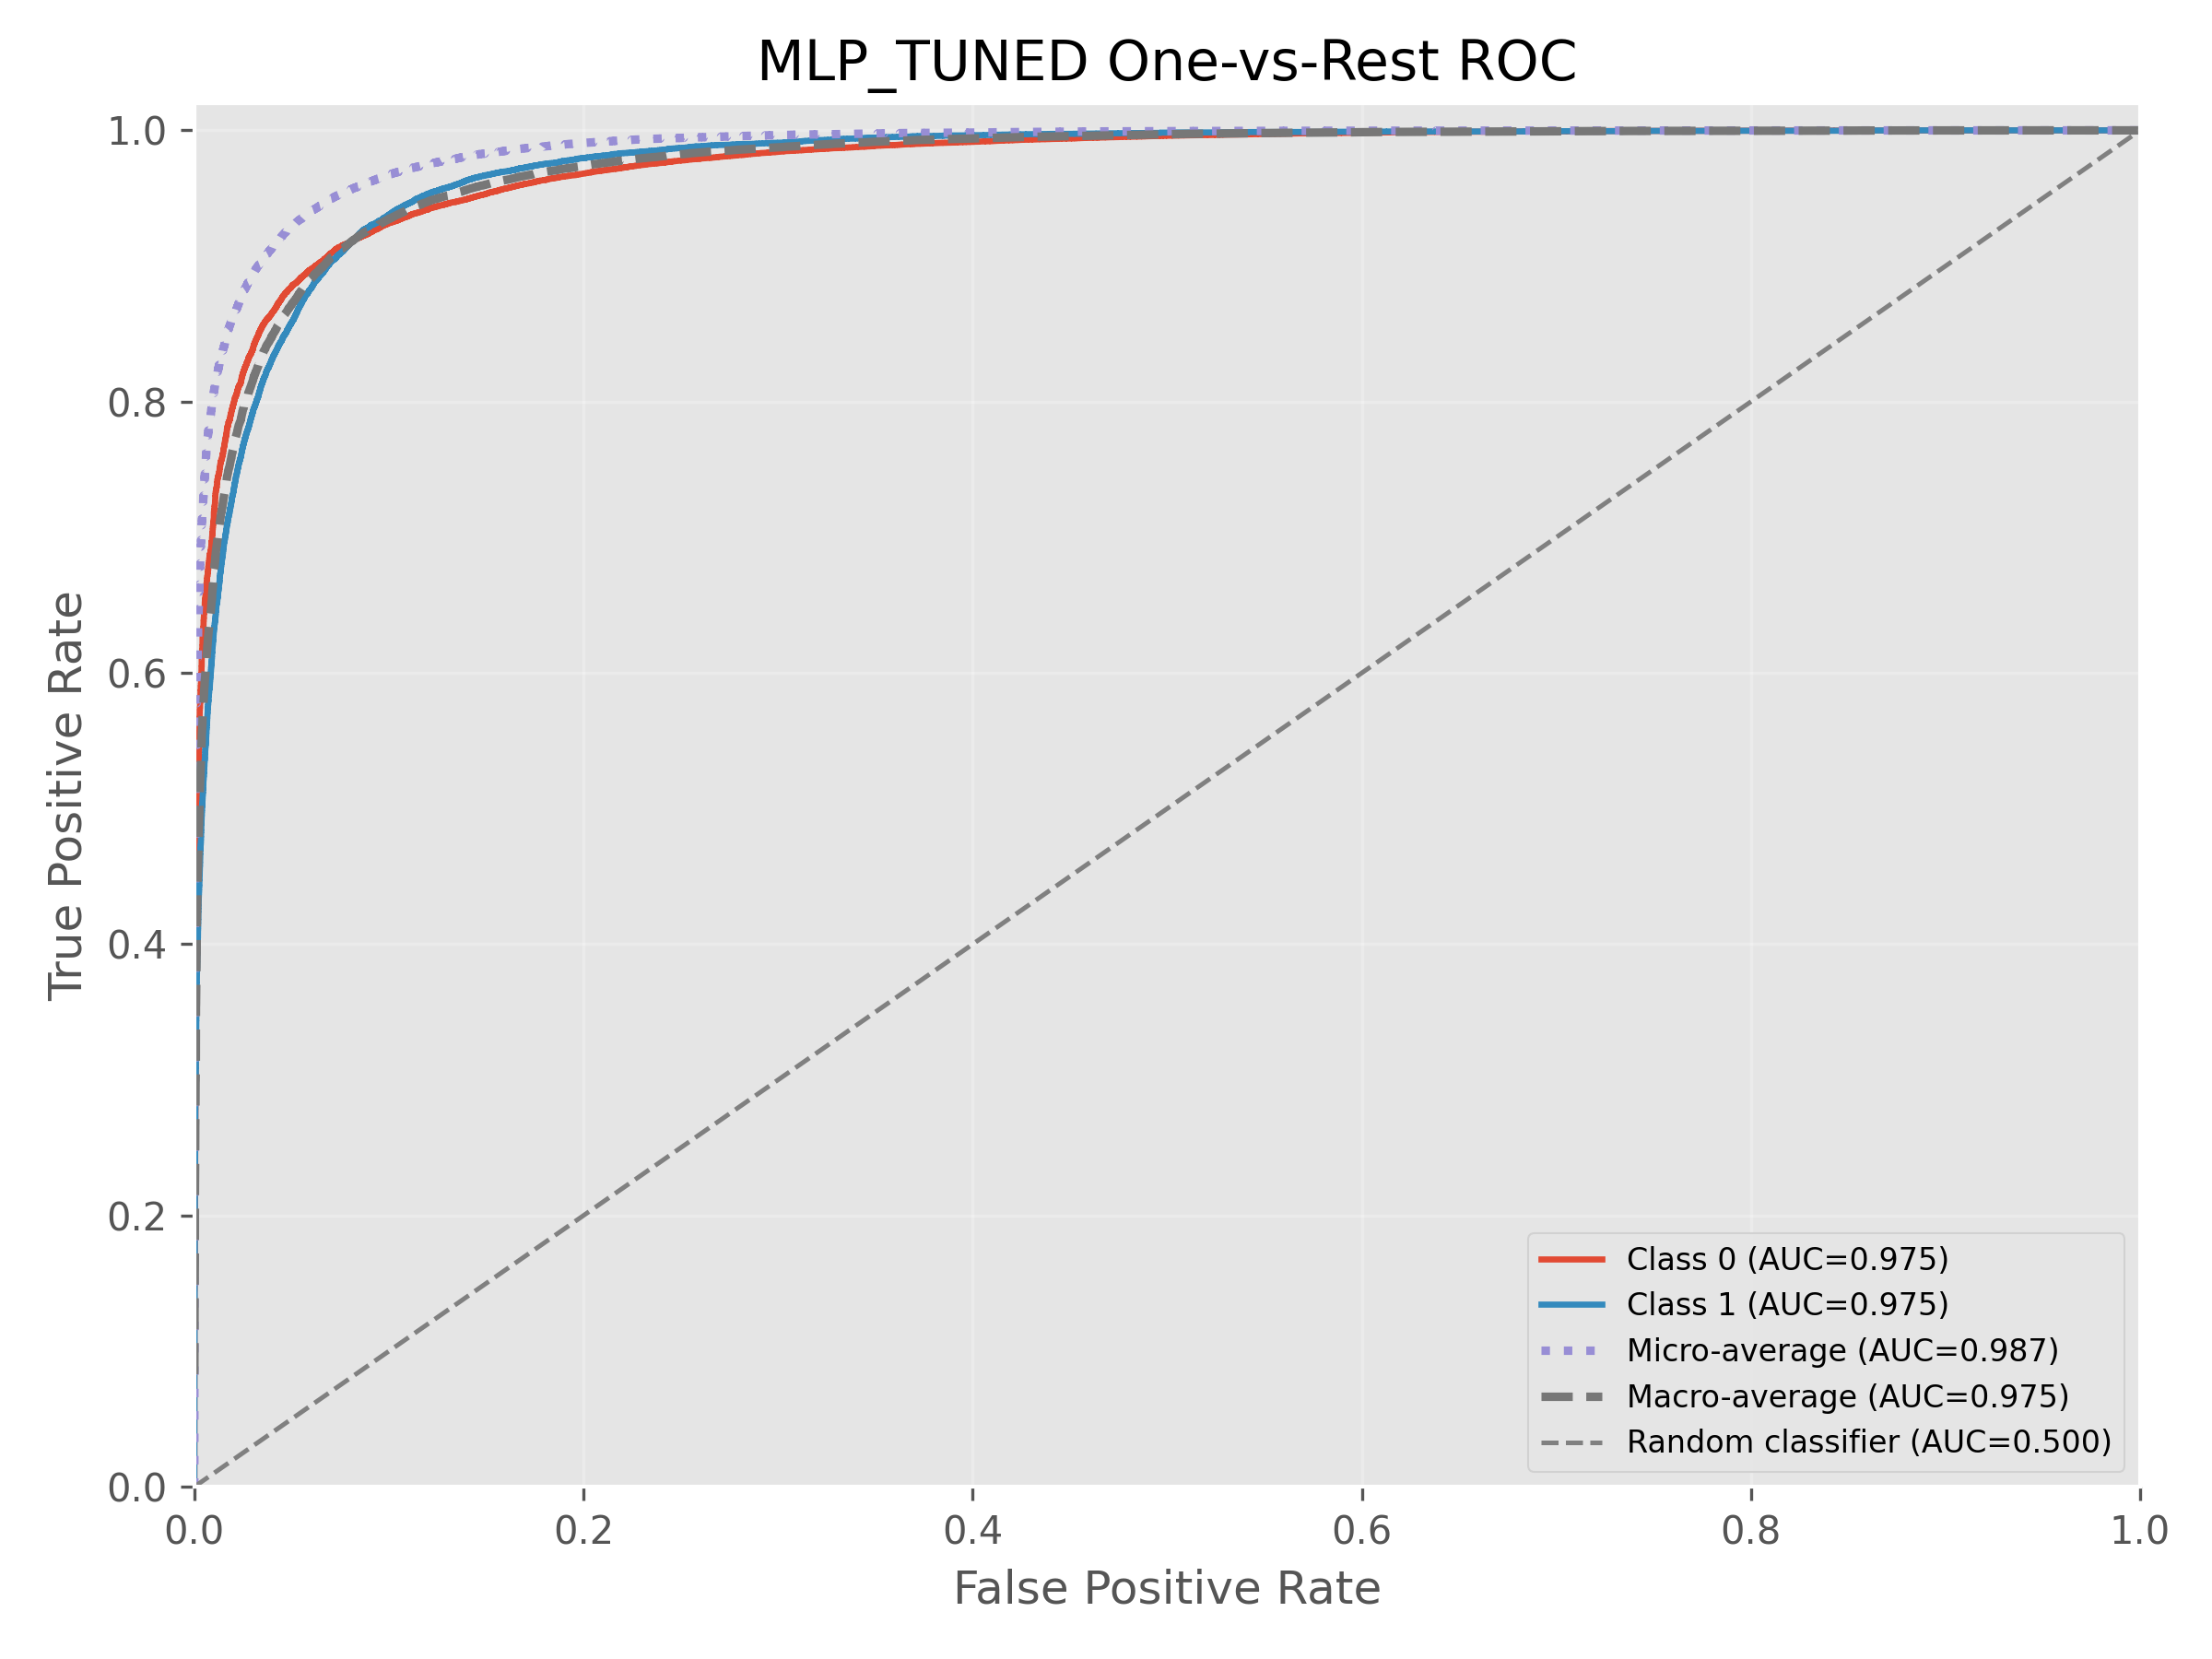 MLP_TUNED One-vs-Rest ROC
1.0
0.8
0.6
0.4
0.2
0.0
True Positive Rate
0.0 0.2 0.4 0.6 0.8 1.0
False Positive Rate
Class 0 (AUC=0.975)
Class 1 (AUC=0.975)
Micro-average (AUC=0.987)
Macro-average (AUC=0.975)
Random classifier (AUC=0.500)